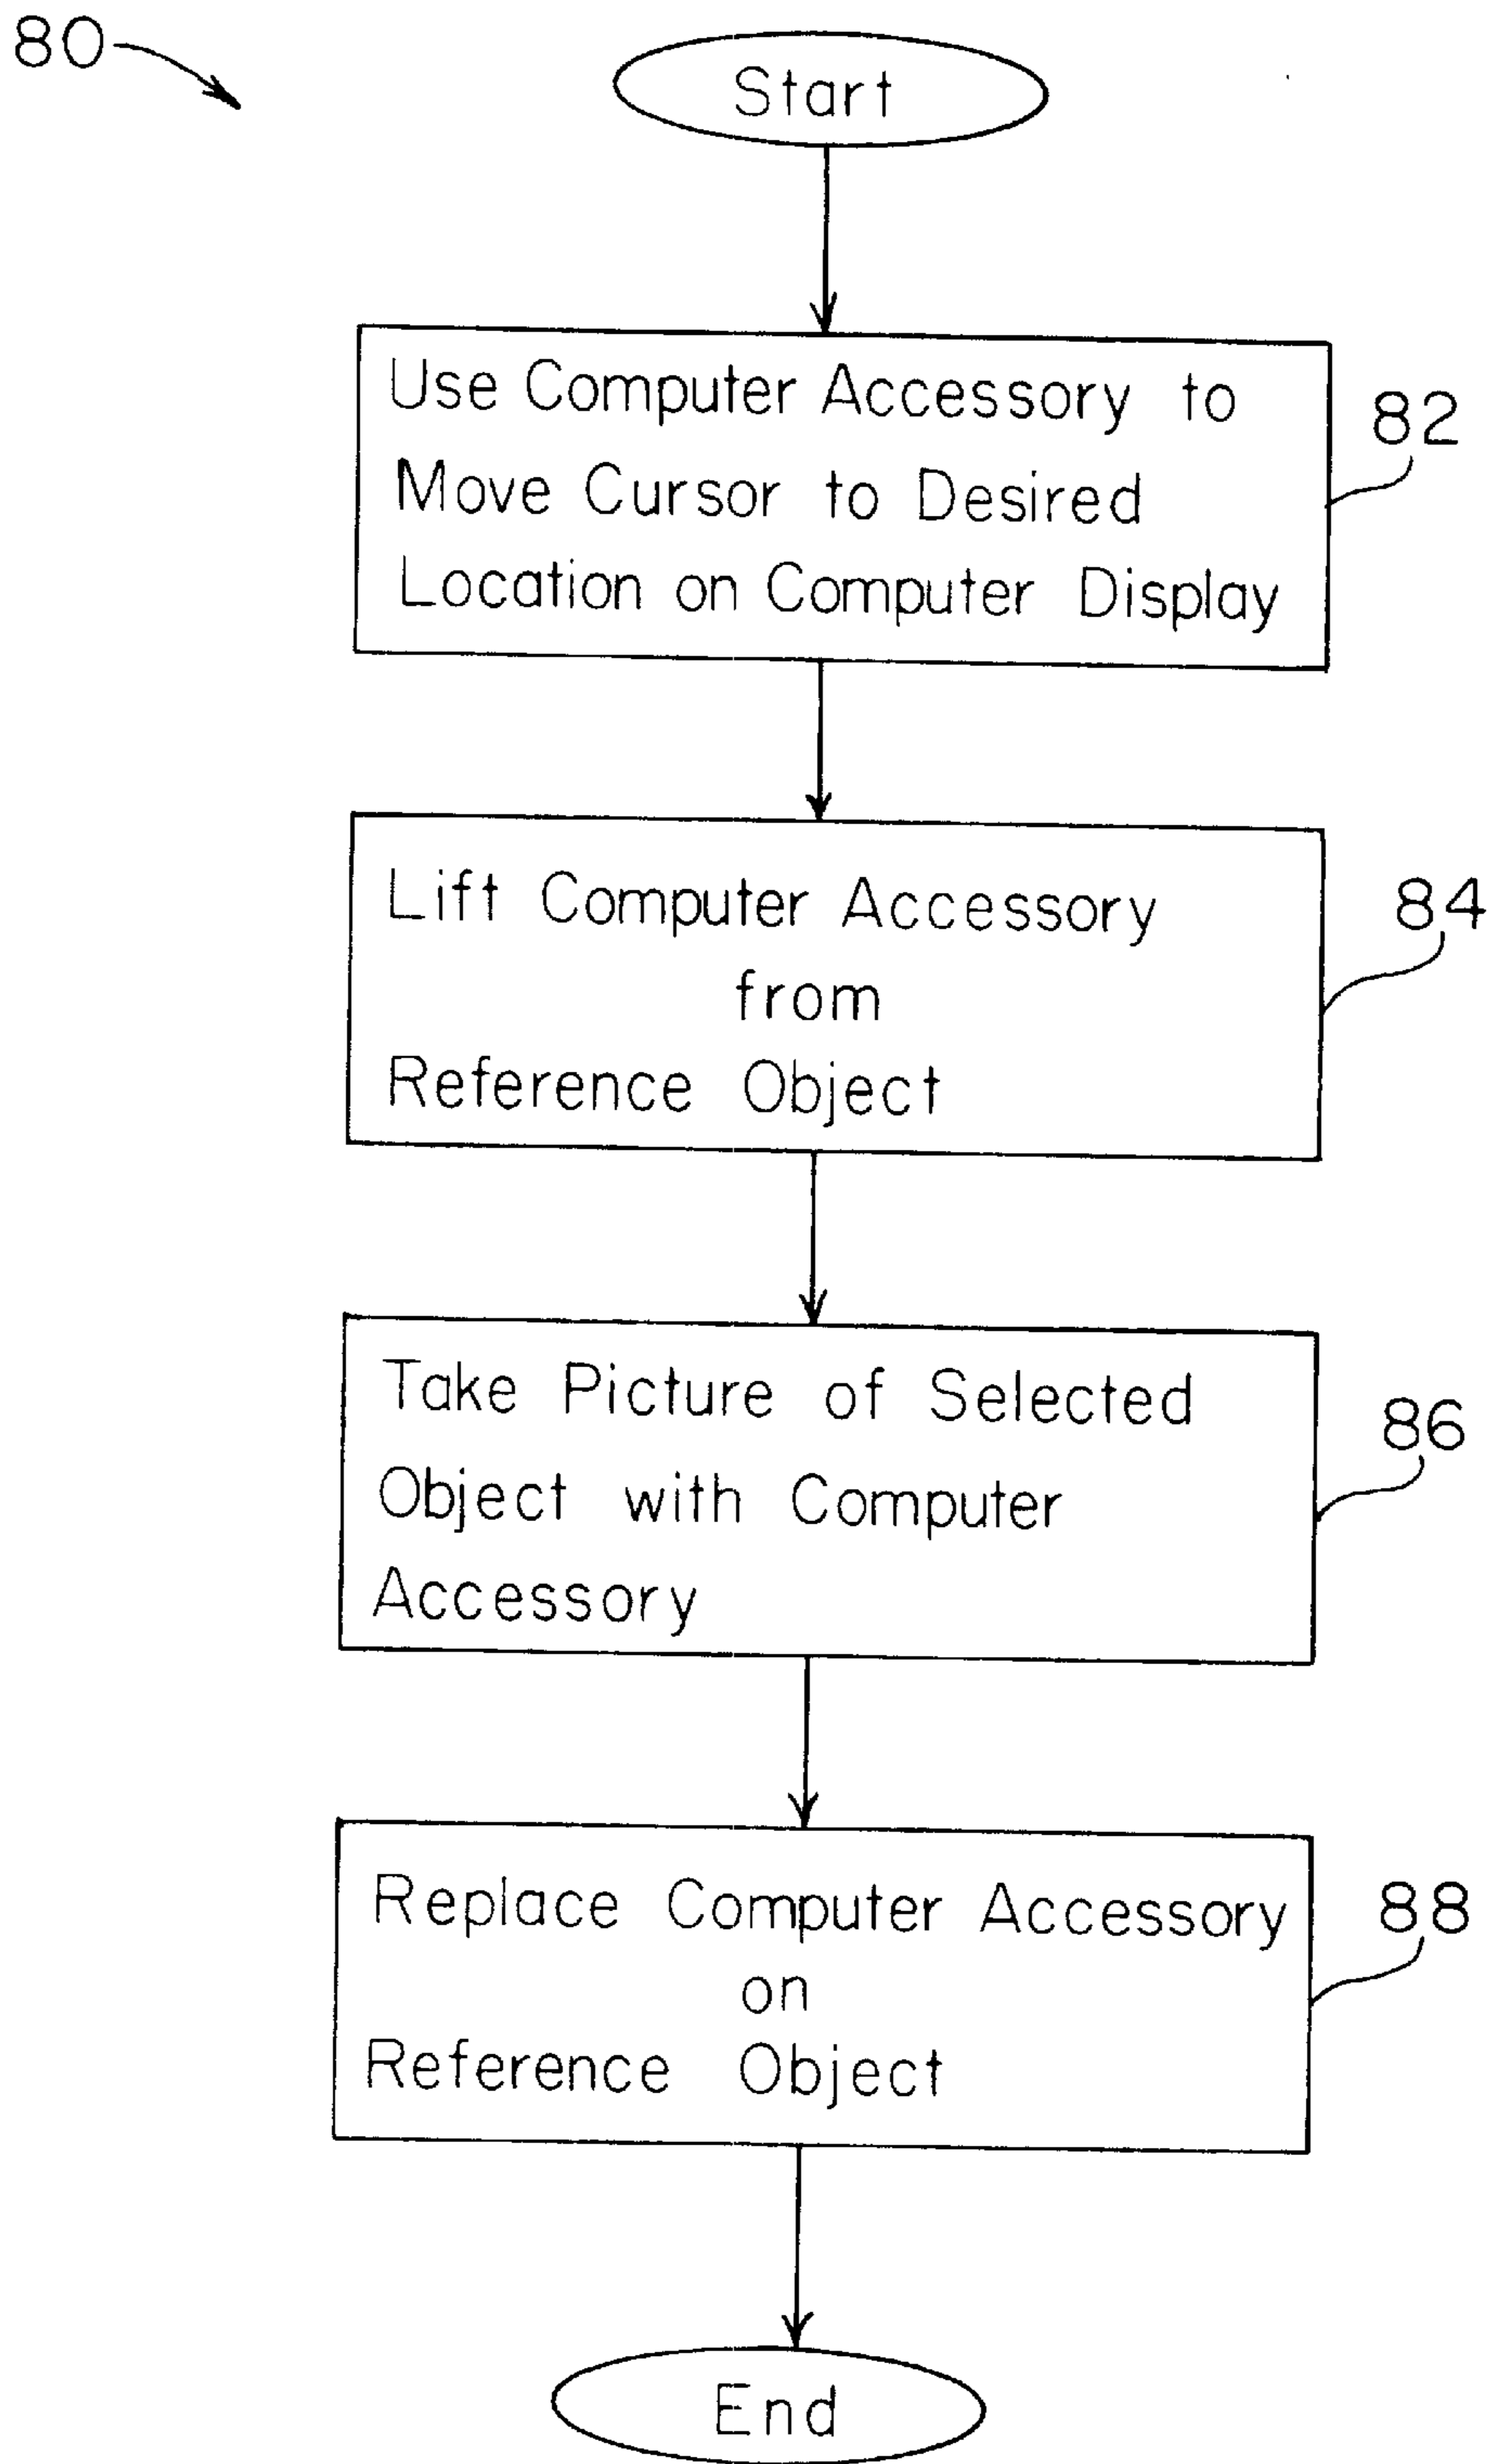 80
Start
Use Computer Accessory to
Move Cursor to Desired
Location on Computer Display
82
Lift Computer Accessory
from
Reference Object
84
Take Picture of Selected
Object with Computer
Accessory
86
Replace Computer Accessory
on
Reference Object
88
End